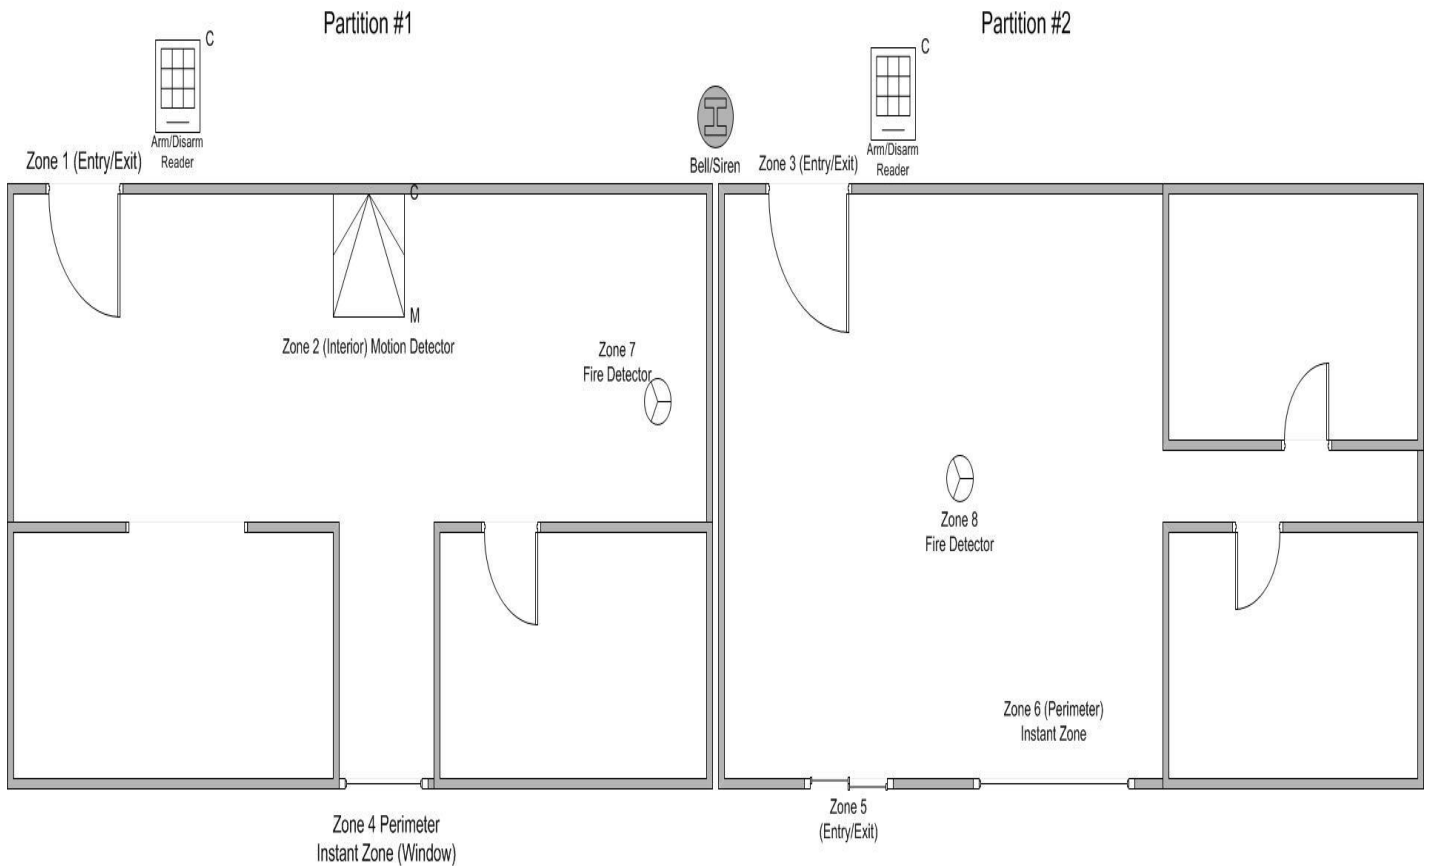 Partition #1
Partition #2
C
C
Arm/Disarm
Reader
Zone 1 (Entry/Exit)
Bell/Siren
Zone 3 (Entry/Exit)
Arm/Disarm
Reader
C
M
Zone 2 (Interior) Motion Detector
Zone 7
Fire Detector
Zone 8
Fire Detector
Zone 6 (Perimeter)
Instant Zone
Zone 5
(Entry/Exit)
Zone 4 Perimeter
Instant Zone (Window)